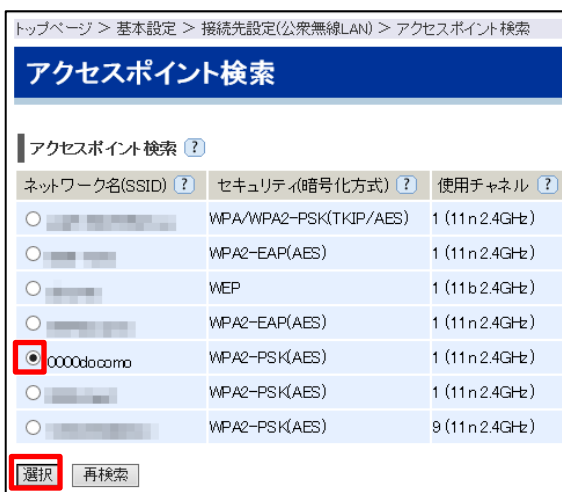 トップページ > 基本設定 > 接続先設定(公衆無線LAN) > アクセスポイント検索
アクセスポイント検索
アクセスポイント検索 ?
ネットワーク名(SSID) ? セキュリティ(暗号化方式) ? 使用チャネル ?
WPA/WPA2-PSK(TKIP/AES) 1 (11n 2.4GHz)
WPA2-EAP(AES) 1 (11n 2.4GHz)
WEP 1 (11b 2.4GHz)
WPA2-EAP(AES) 1 (11n 2.4GHz)
0000docomo WPA2-PSK(AES) 1 (11n 2.4GHz)
WPA2-PSK(AES) 1 (11n 2.4GHz)
WPA2-PSK(AES) 9 (11n 2.4GHz)
選択 再検索